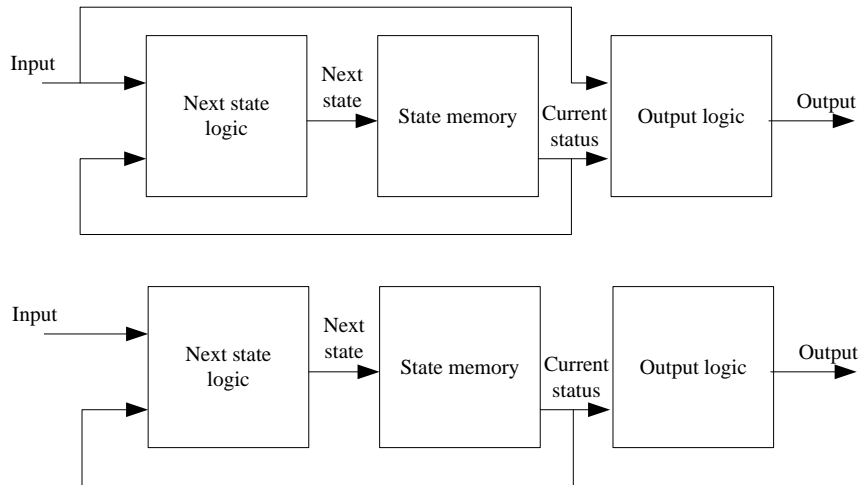 Input
Next state
logic
Next
state
State memory
Current
status
Output logic
Output
Input
Next state
logic
Next
state
State memory
Current
status
Output logic
Output